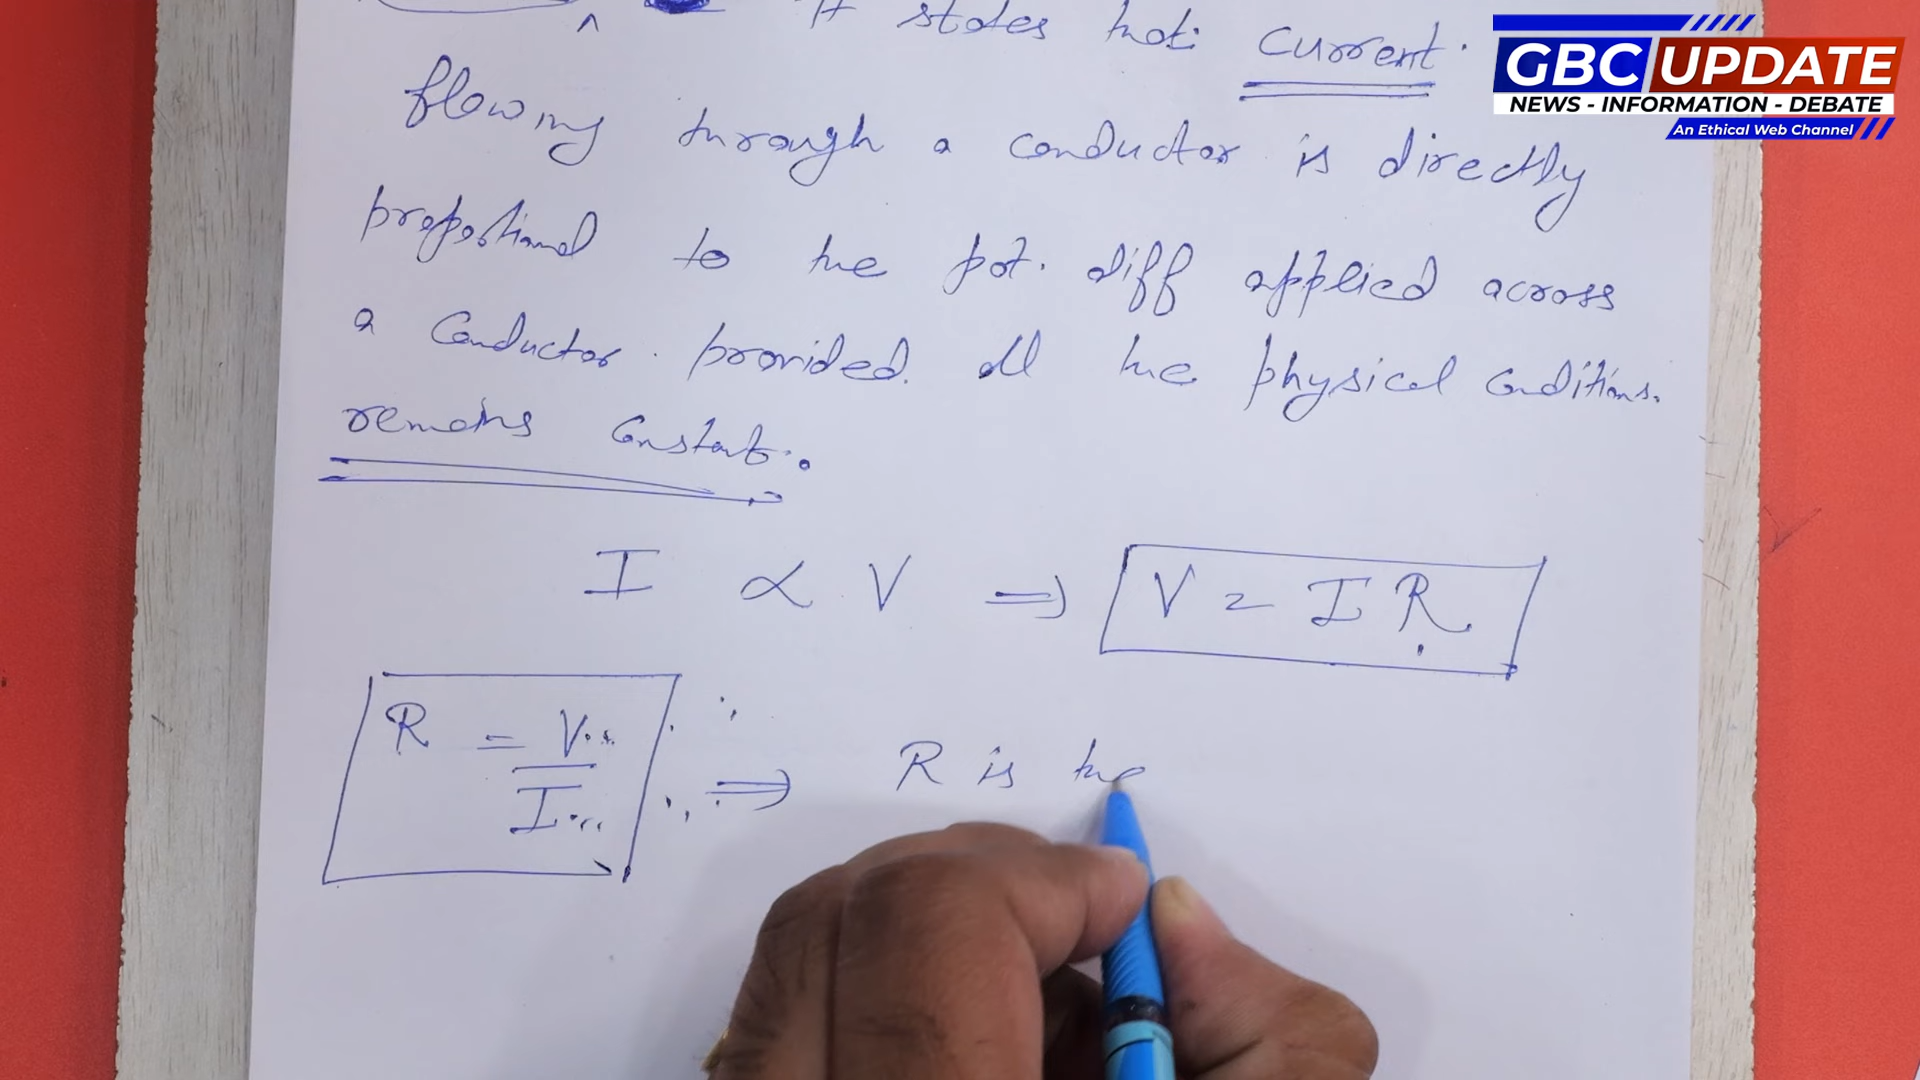 It states that current
flowing through a conductor is directly
proportional to the pot. diff applied across
a conductor provided all the physical conditions.
remains constant.
I ∝ V ⇒ V = IR
R = V/I ⇒ R is the
GBC UPDATE
NEWS - INFORMATION - DEBATE
An Ethical Web Channel